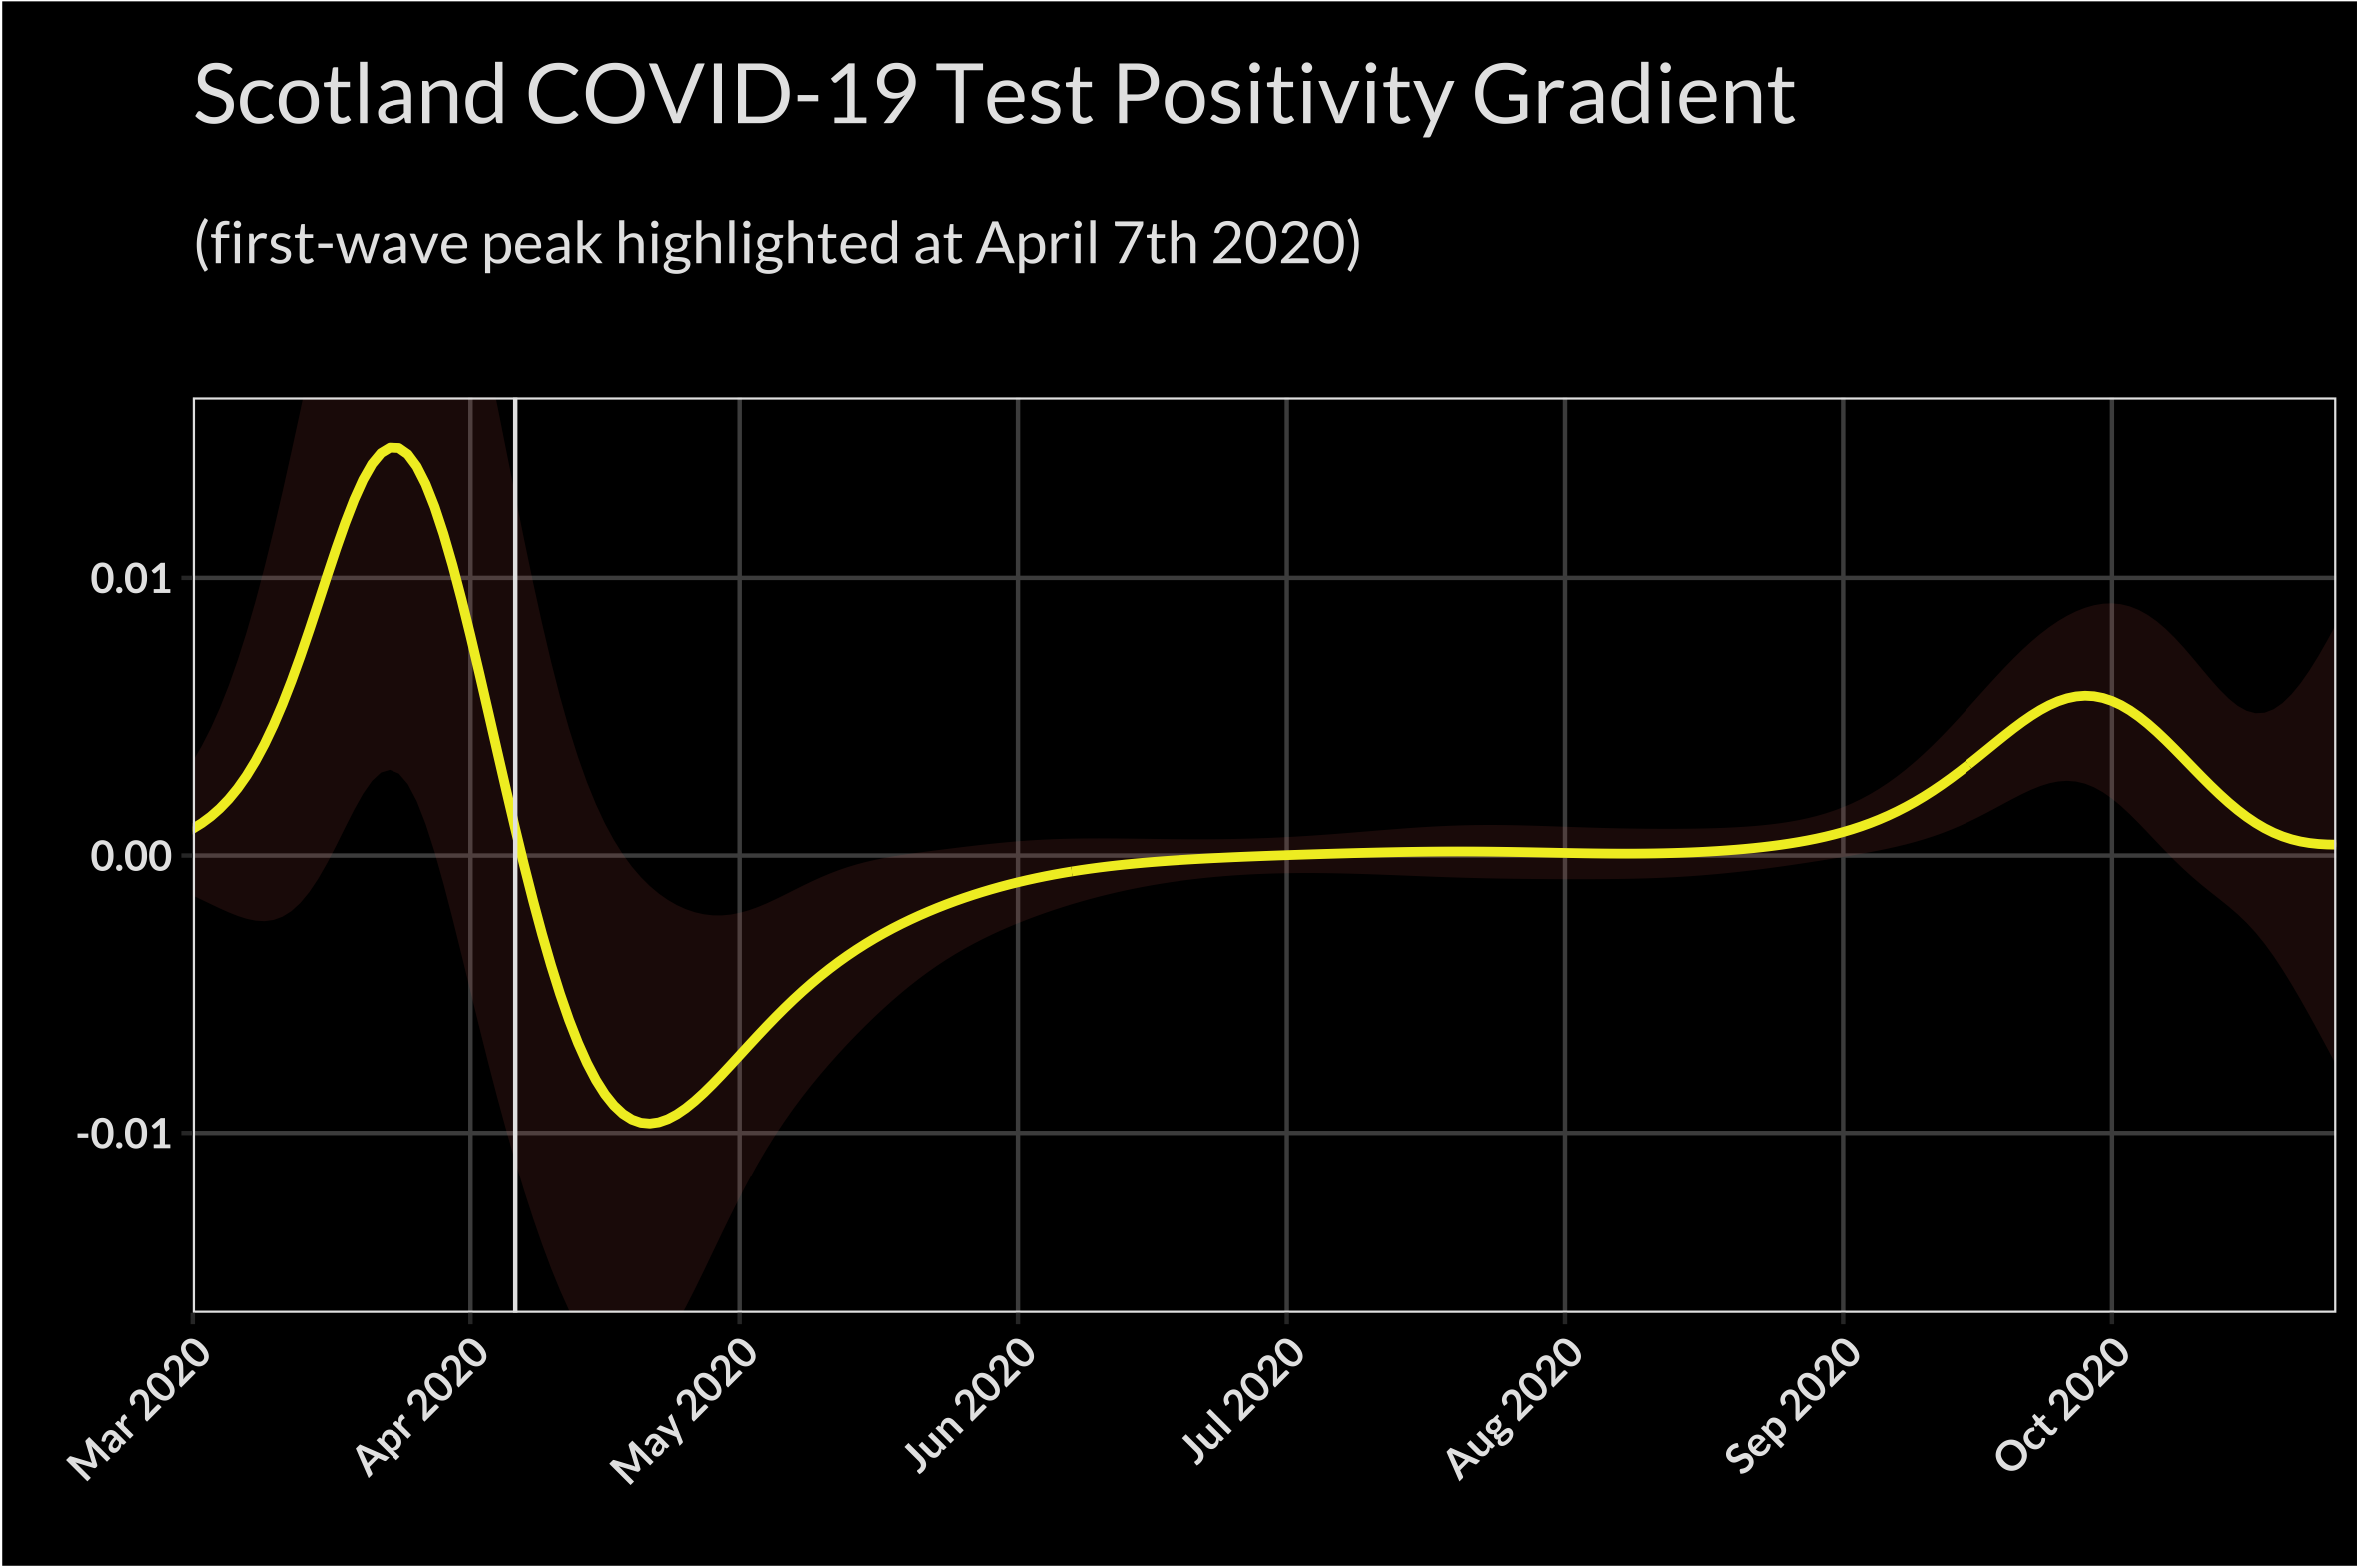 Scotland COVID-19 Test Positivity Gradient
(first-wave peak highlighted at April 7th 2020)
0.01
0.00
-0.01
Mar 2020
Apr 2020
May 2020
Jun 2020
Jul 2020
Aug 2020
Sep 2020
Oct 2020